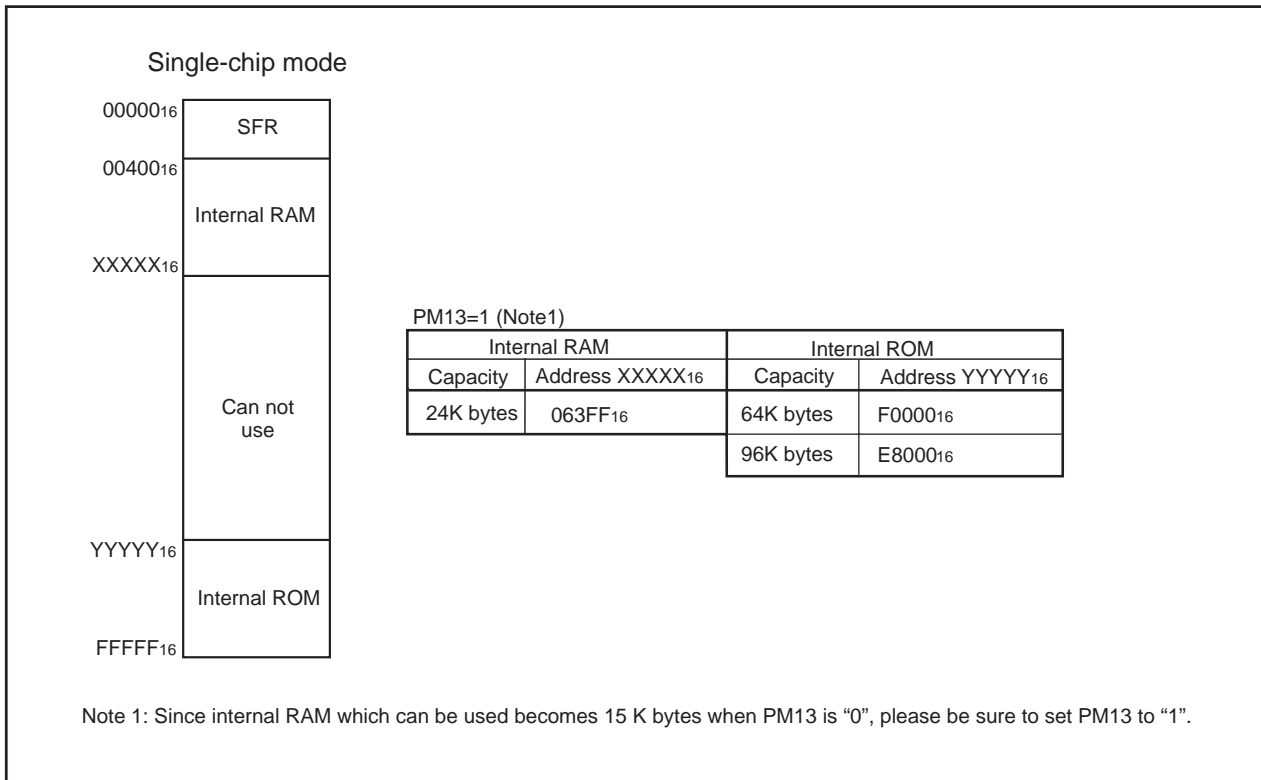 Single-chip mode
00000₁₆
SFR
00400₁₆
Internal RAM
XXXXX₁₆
Can not
use
YYYYY₁₆
Internal ROM
FFFFF₁₆
PM13=1 (Note1)
Internal RAM Internal ROM
Capacity Address XXXXX₁₆ Capacity Address YYYYY₁₆
24K bytes 063FF₁₆ 64K bytes F0000₁₆
96K bytes E8000₁₆
Note 1: Since internal RAM which can be used becomes 15 K bytes when PM13 is “0”, please be sure to set PM13 to “1”.